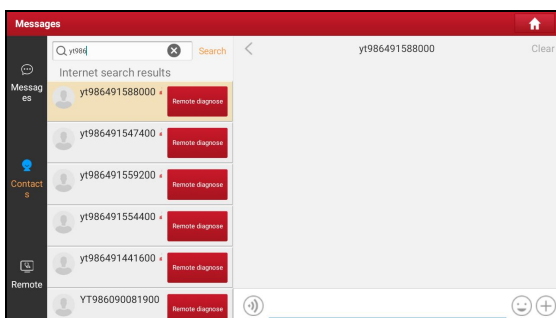 Messages
yt986
Search
yt986491588000
Clear
Internet search results
Messag
es
Contact
s
Remote
yt986491588000
Remote diagnose
yt986491547400
Remote diagnose
yt986491559200
Remote diagnose
yt986491554400
Remote diagnose
yt986491441600
Remote diagnose
YT986090081900
Remote diagnose